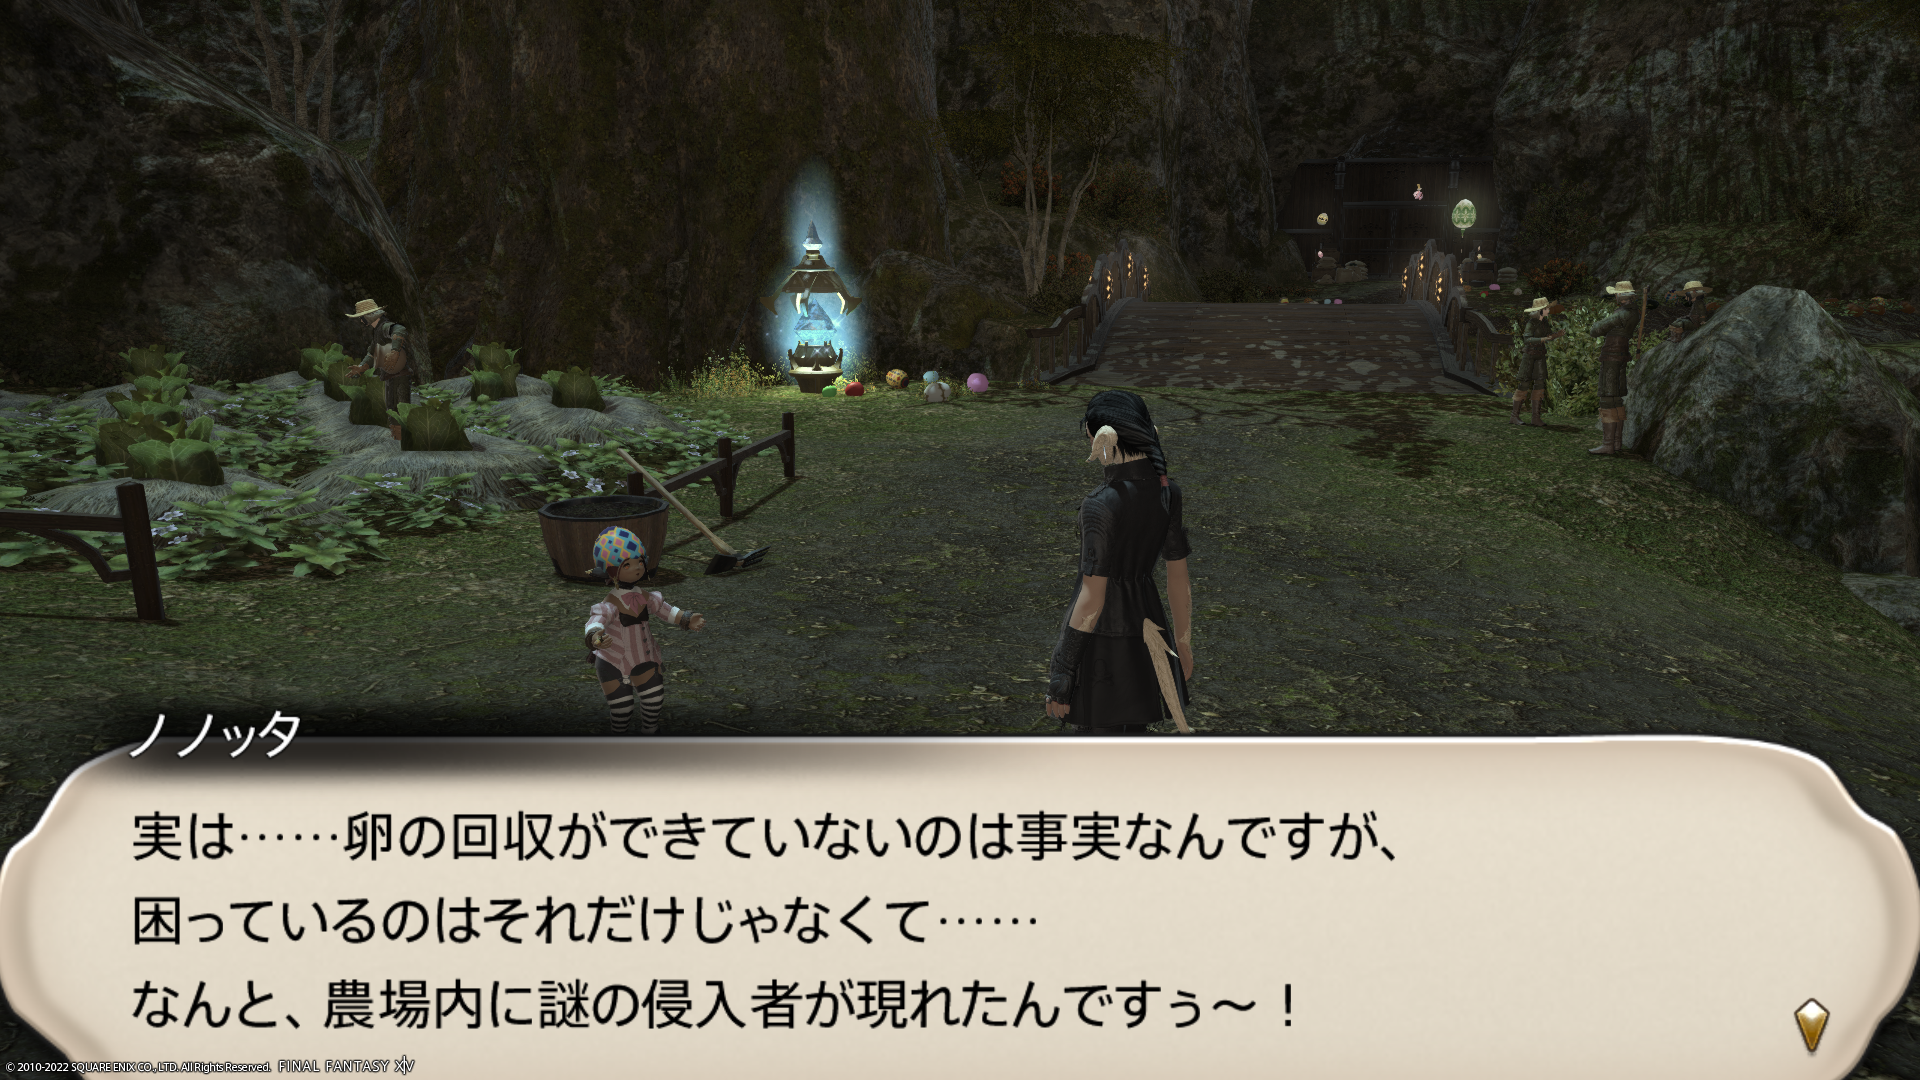 ノノッタ
実は……卵の回収ができていないのは事実なんですが、
困っているのはそれだけじゃなくて……
なんと、農場内に謎の侵入者が現れたんですぅ～！
© 2010-2022 SQUARE ENIX CO., LTD. All Rights Reserved. FINAL FANTASY XIV